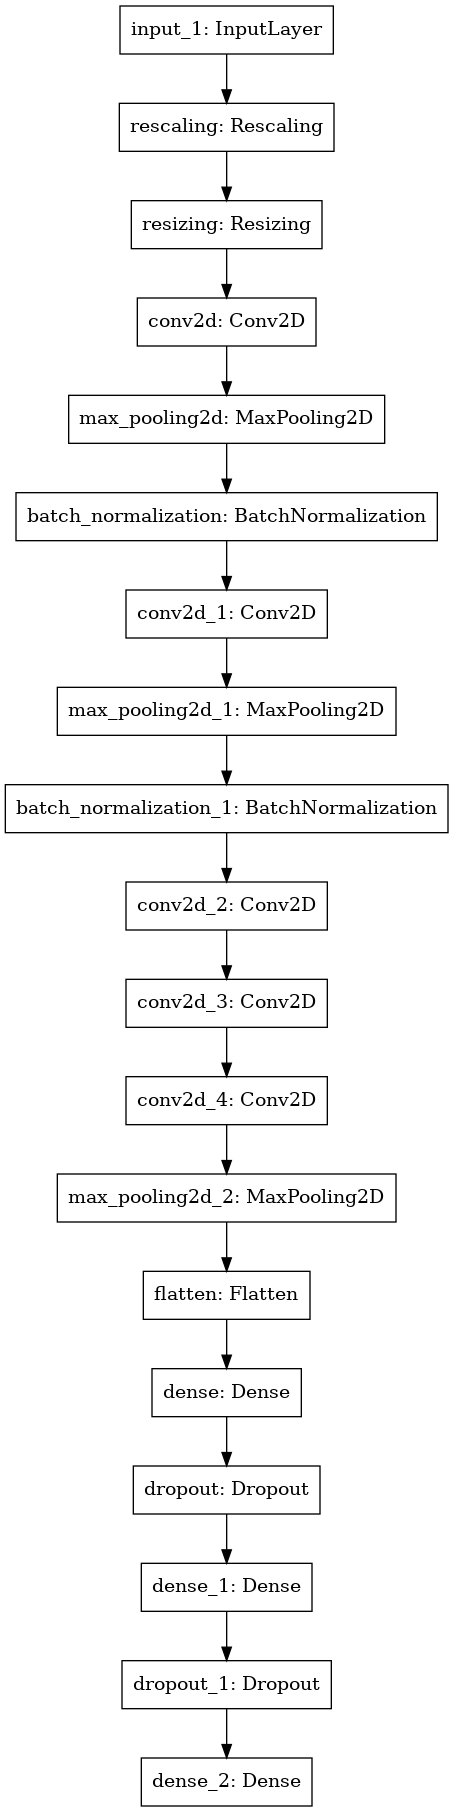 input_1: InputLayer
rescaling: Rescaling
resizing: Resizing
conv2d: Conv2D
max_pooling2d: MaxPooling2D
batch_normalization: BatchNormalization
conv2d_1: Conv2D
max_pooling2d_1: MaxPooling2D
batch_normalization_1: BatchNormalization
conv2d_2: Conv2D
conv2d_3: Conv2D
conv2d_4: Conv2D
max_pooling2d_2: MaxPooling2D
flatten: Flatten
dense: Dense
dropout: Dropout
dense_1: Dense
dropout_1: Dropout
dense_2: Dense